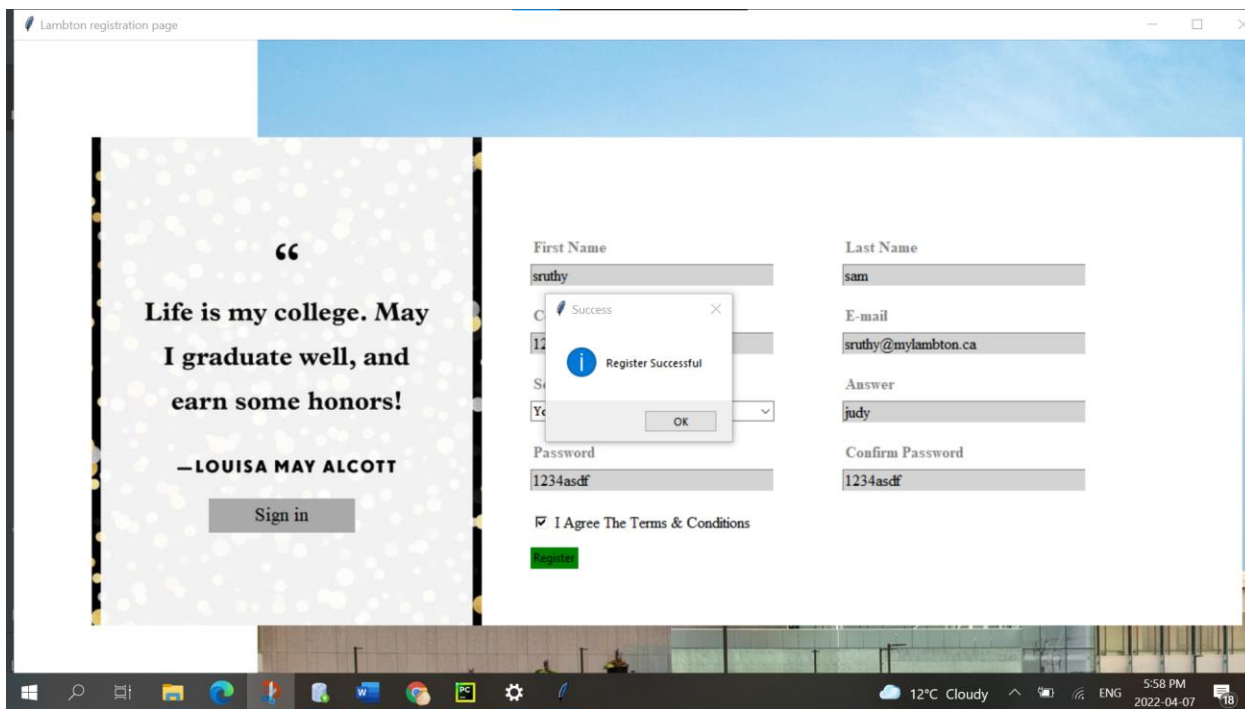 Lambton registration page
“
Life is my college. May
I graduate well, and
earn some honors!
—LOUISA MAY ALCOTT
Sign in
First Name
Last Name
sruthy
sam
Success
Register Successful
OK
E-mail
12
sruthy@mylambton.ca
Answer
judy
Password
Confirm Password
1234asdf
1234asdf
I Agree The Terms & Conditions
Register
W
PC
12°C Cloudy
ENG
5:58 PM
2022-04-07
18